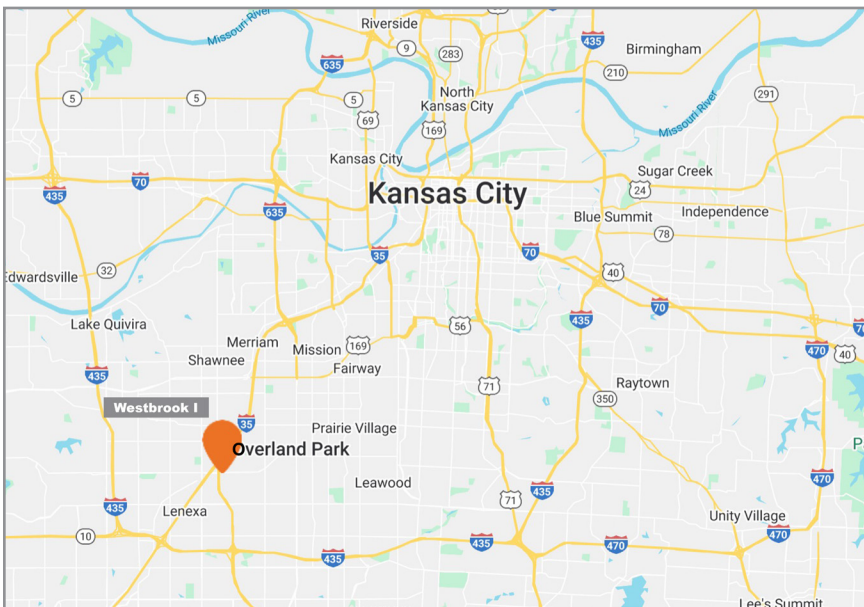 Riverside
Missouri River
9
283
435
Birmingham
635
210
5
5
5
North
Kansas City
291
69
169
Missouri River
Kansas City
70
435
Sugar Creek
24
Kansas City
635
Blue Summit
Independence
78
35
70
Edwardsville
32
40
70
Lake Quivira
435
56
70
Merriam
Mission
169
Fairway
Shawnee
470
40
435
71
Raytown
350
Westbrook I
35
Prairie Village
Overland Park
Leawood
435
470
71
435
Lenexa
Unity Village
10
435
435
470
470
Lee's Summit